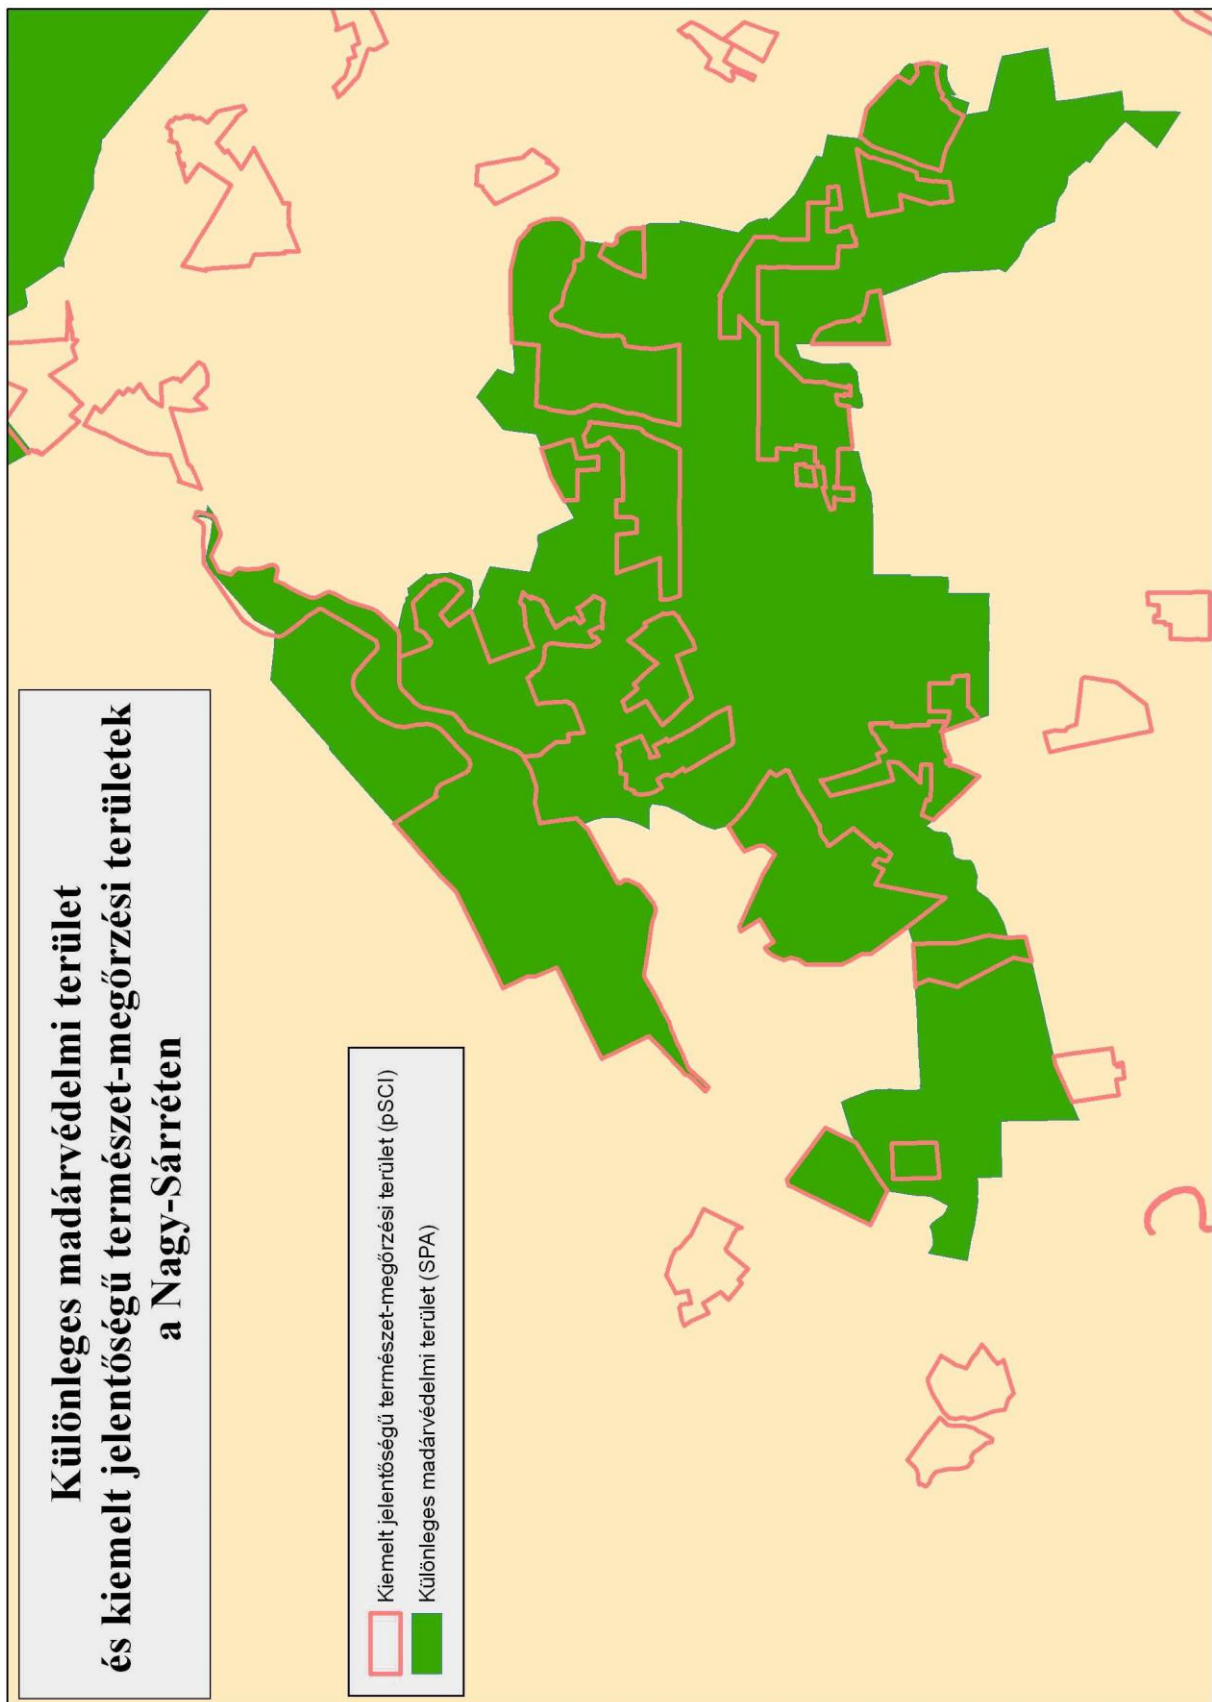 Különleges madárvédelmi terület
és kiemelt jelentőségű természet-megőrzési területek
a Nagy-Sárréten
Kiemelt jelentőségű természet-megőrzési terület (pSCI)
Különleges madárvédelmi terület (SPA)